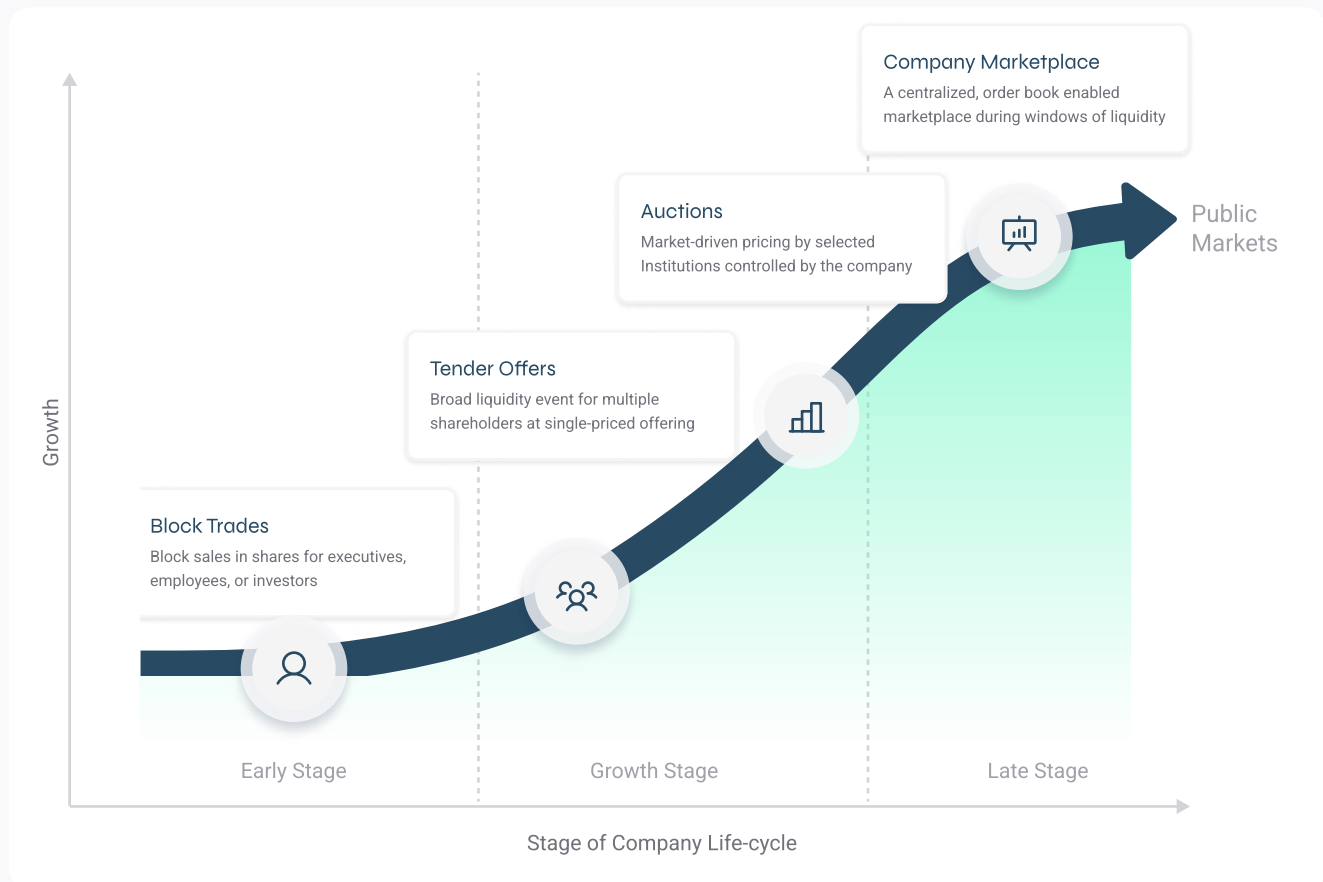 Company Marketplace
A centralized, order book enabled
marketplace during windows of liquidity
Auctions
Market-driven pricing by selected
Institutions controlled by the company
Public
Markets
Tender Offers
Broad liquidity event for multiple
shareholders at single-priced offering
Growth
Block Trades
Block sales in shares for executives,
employees, or investors
Early Stage
Growth Stage
Late Stage
Stage of Company Life-cycle